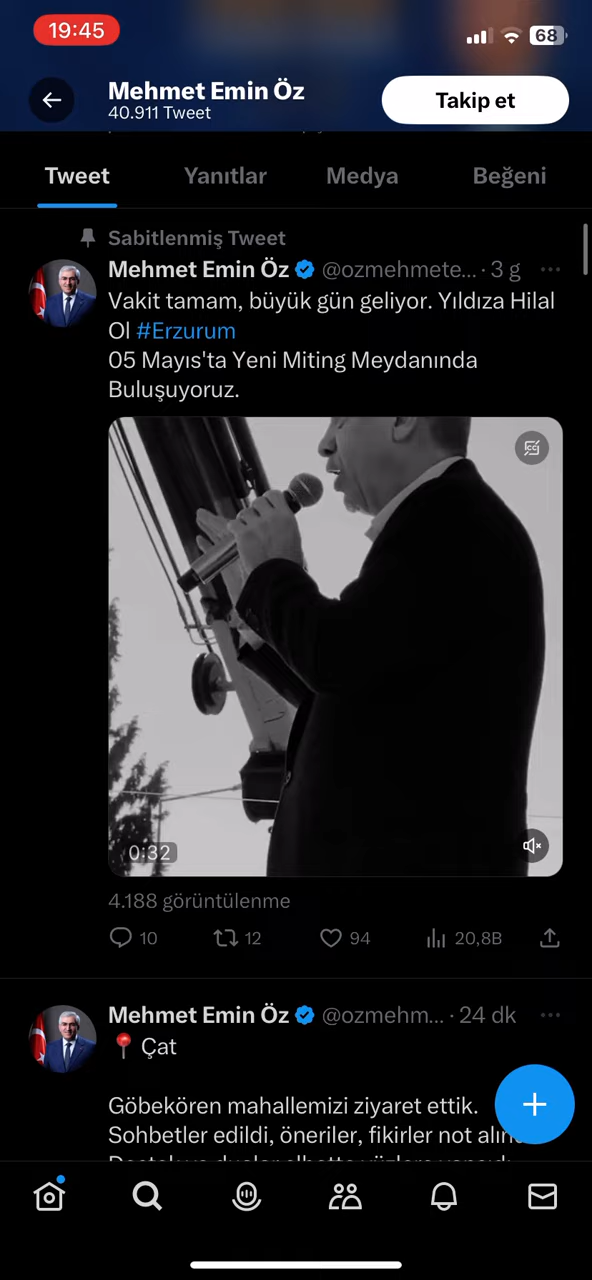 19:45
68
Mehmet Emin Öz
40.911 Tweet
Takip et
Tweet
Yanıtlar
Medya
Beğeni
Sabitlenmiş Tweet
Mehmet Emin Öz @ozmehmete... · 3 g
Vakit tamam, büyük gün geliyor. Yıldıza Hilal
Ol #Erzurum
05 Mayıs'ta Yeni Miting Meydanında
Buluşuyoruz.
0:32
4.188 görüntülenme
10
12
94
20,8B
Mehmet Emin Öz @ozmehm... · 24 dk
📍 Çat
Göbekören mahallemizi ziyaret ettik.
Sohbetler edildi, öneriler, fikirler not